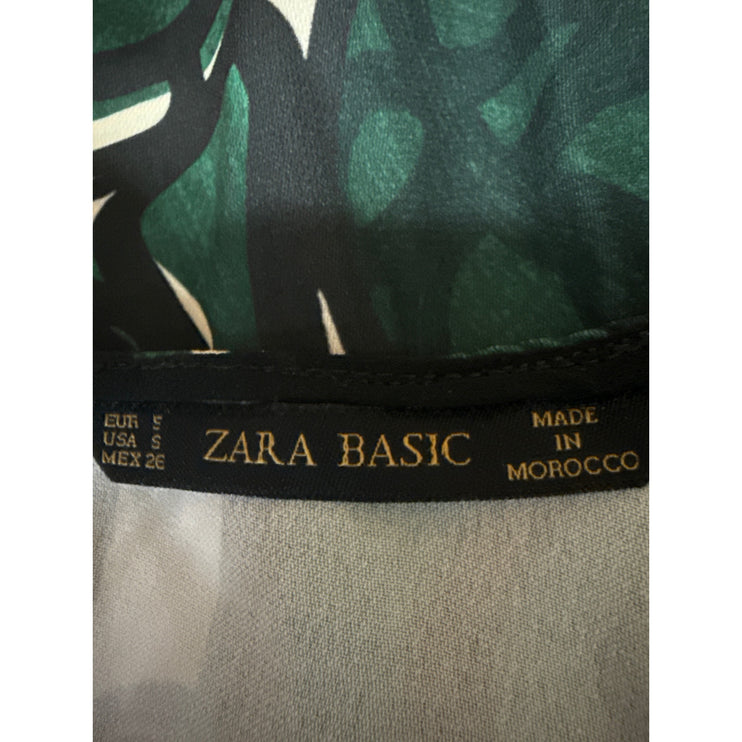 EUR S
USA S
MEX 26
ZARA BASIC
MADE
IN
MOROCCO